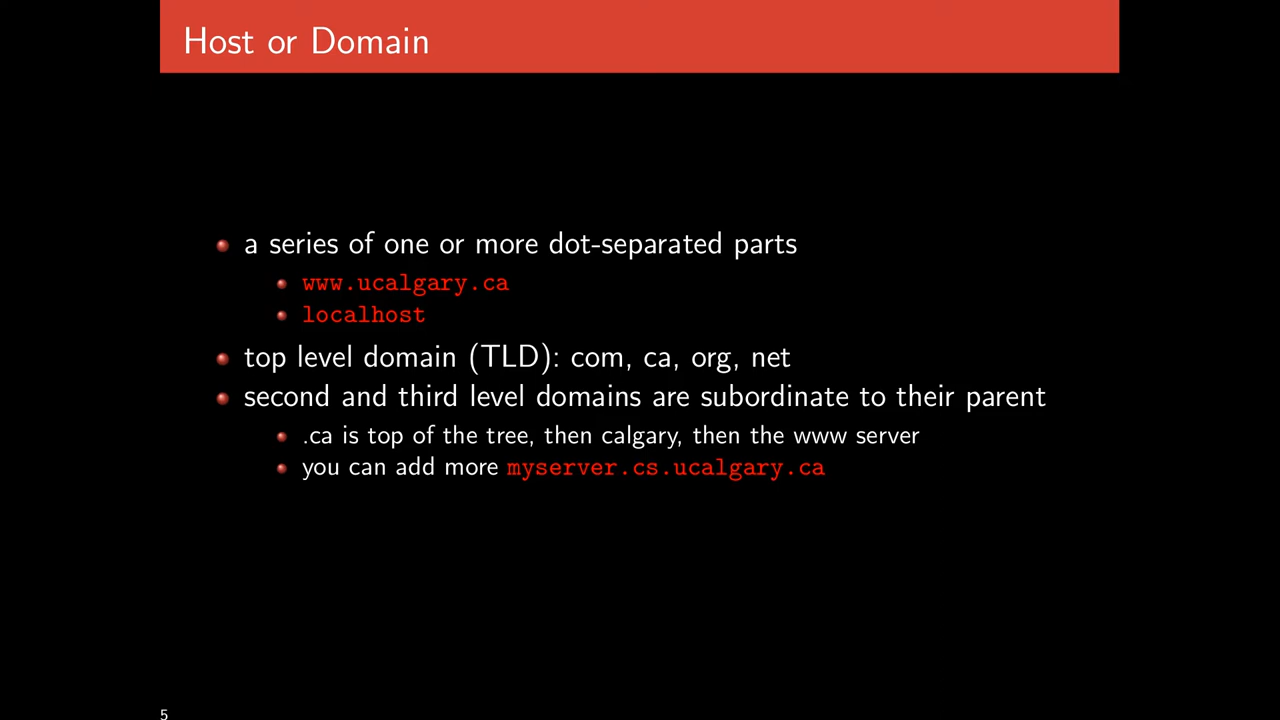 Host or Domain
a series of one or more dot-separated parts
www.ucalgary.ca
localhost
top level domain (TLD): com, ca, org, net
second and third level domains are subordinate to their parent
.ca is top of the tree, then calgary, then the www server
you can add more myserver.cs.ucalgary.ca
5